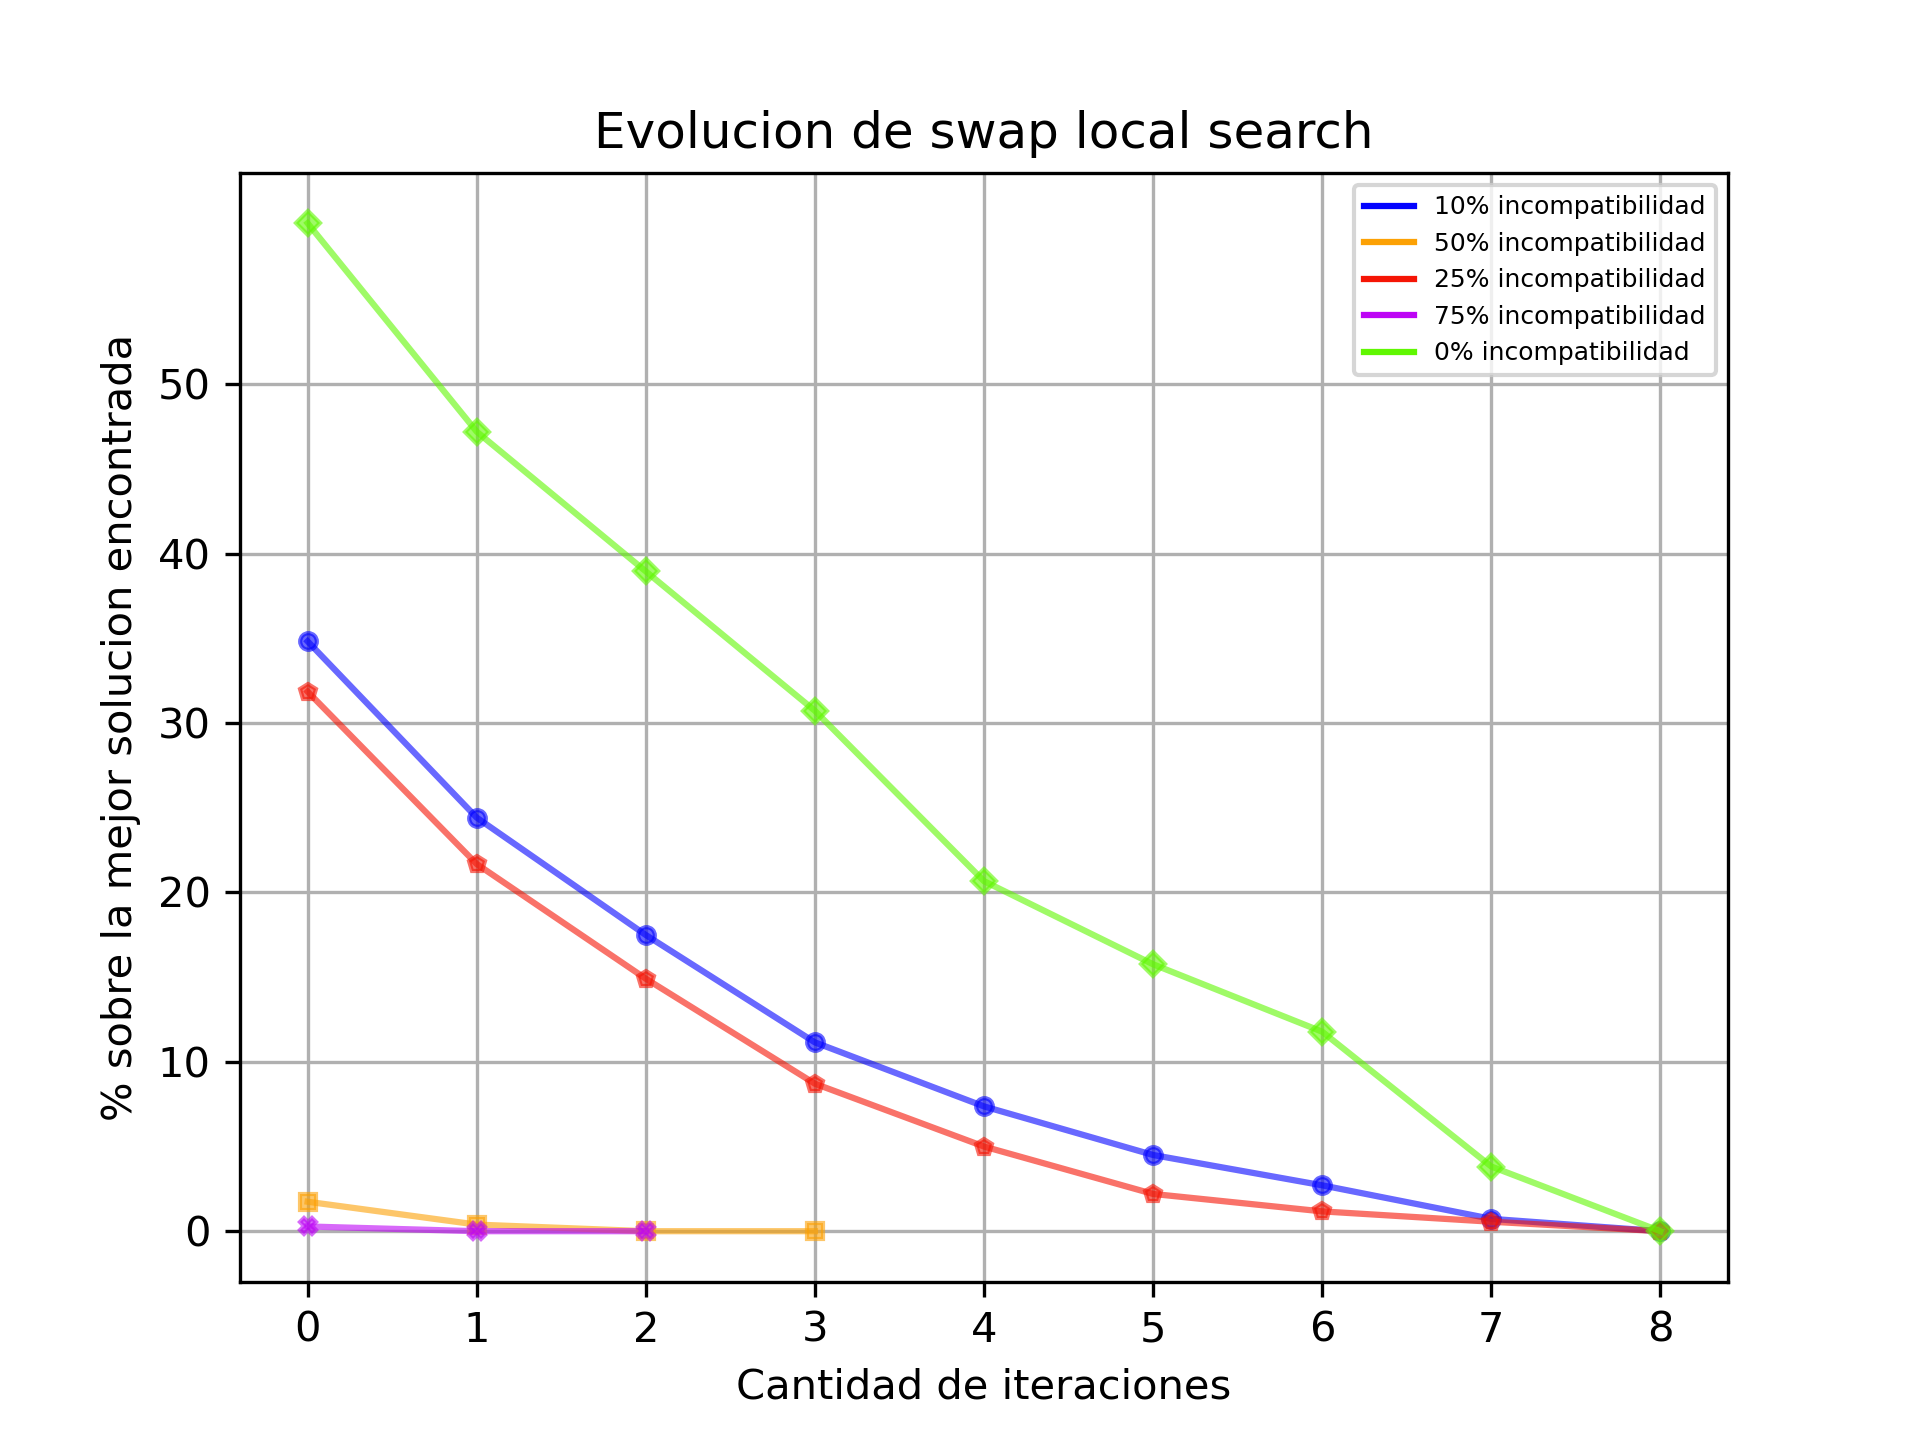 Evolucion de swap local search
10% incompatibilidad
50% incompatibilidad
25% incompatibilidad
75% incompatibilidad
0% incompatibilidad
% sobre la mejor solucion encontrada
50
40
30
20
10
0
0 1 2 3 4 5 6 7 8
Cantidad de iteraciones